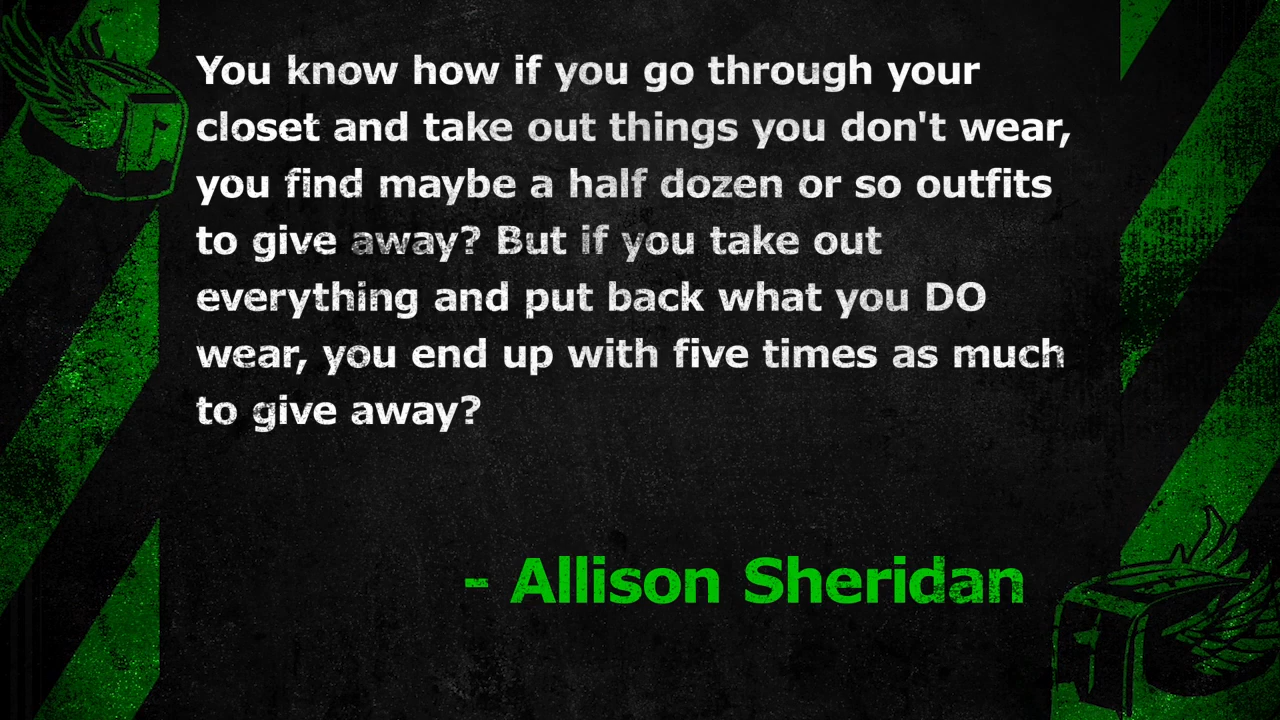 You know how if you go through your
closet and take out things you don't wear,
you find maybe a half dozen or so outfits
to give away? But if you take out
everything and put back what you DO
wear, you end up with five times as much
to give away?
- Allison Sheridan